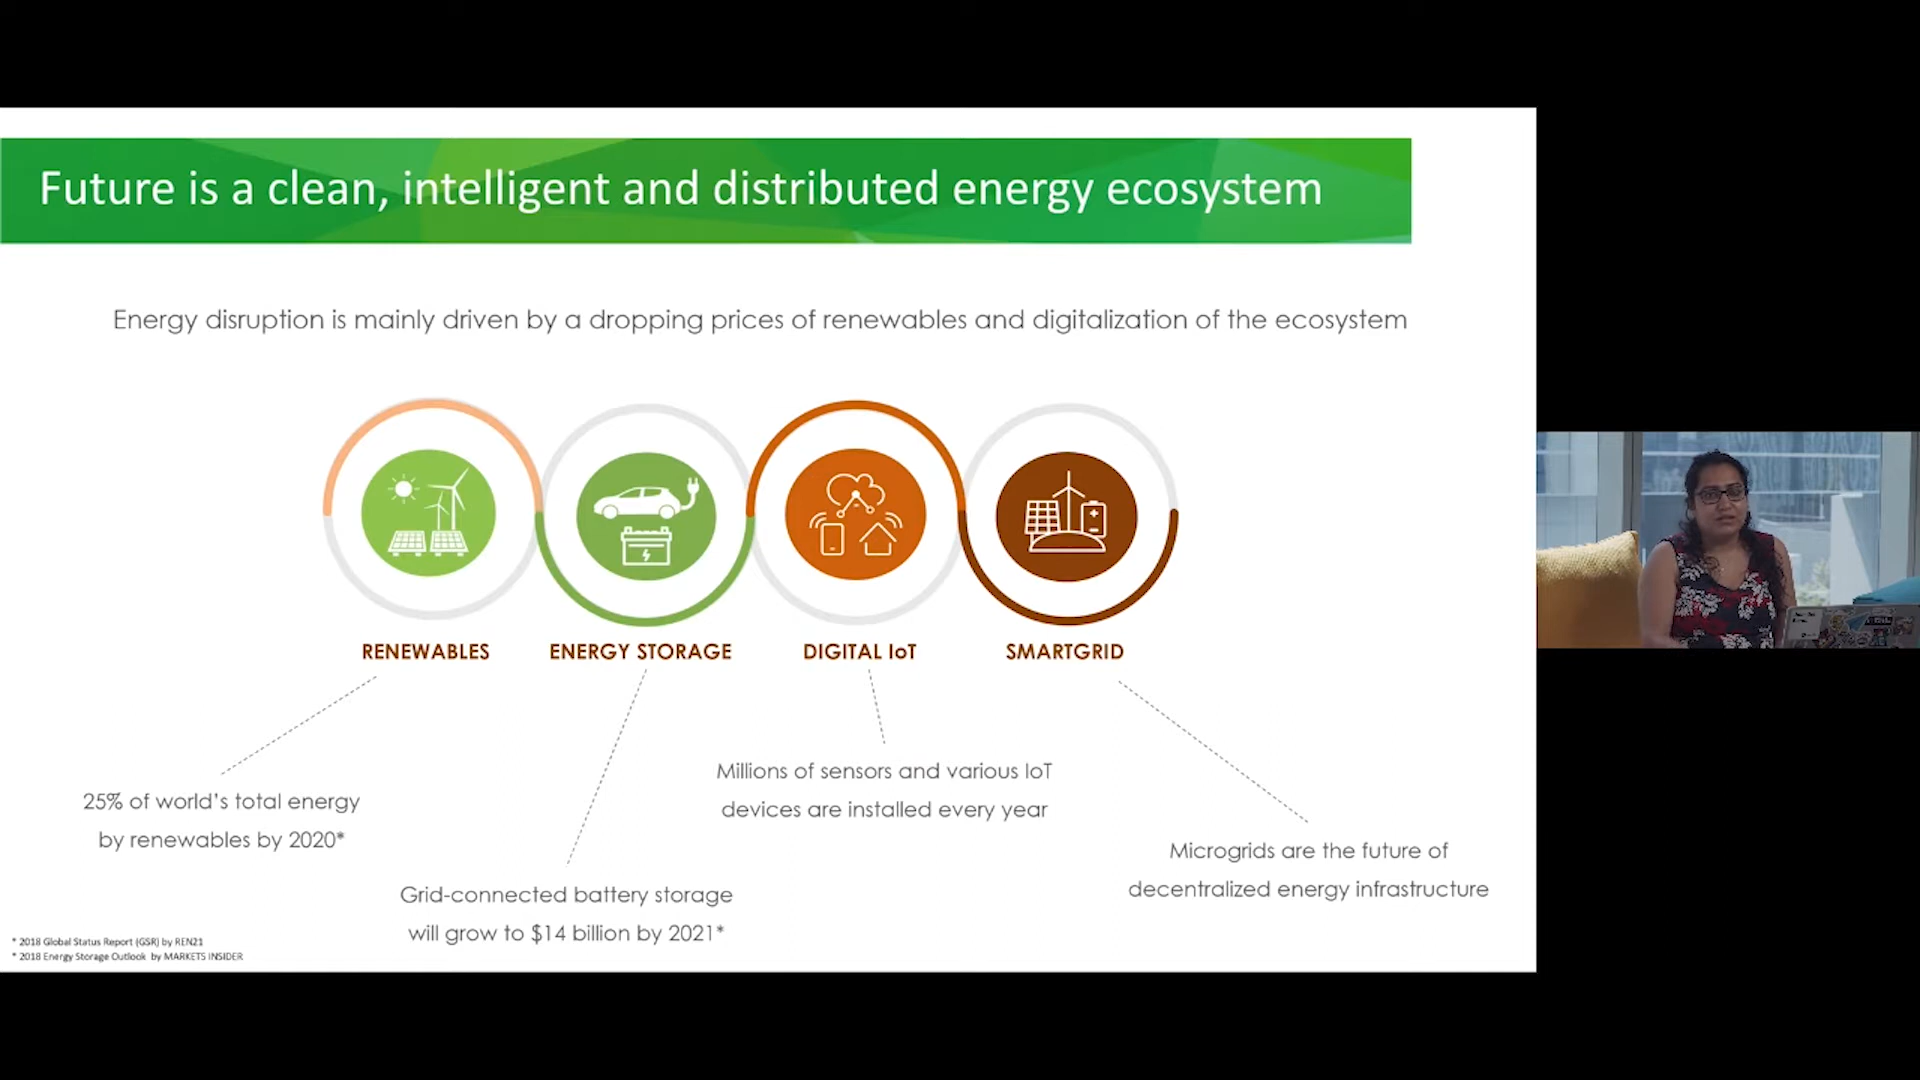 Future is a clean, intelligent and distributed energy ecosystem
Energy disruption is mainly driven by a dropping prices of renewables and digitalization of the ecosystem
RENEWABLES
ENERGY STORAGE
DIGITAL IoT
SMARTGRID
25% of world's total energy
by renewables by 2020*
Grid-connected battery storage
will grow to $14 billion by 2021*
Millions of sensors and various IoT
devices are installed every year
Microgrids are the future of
decentralized energy infrastructure
* 2018 Global Status Report (GSR) by REN21
* 2018 Energy Storage Outlook by MARKETS INSIDER